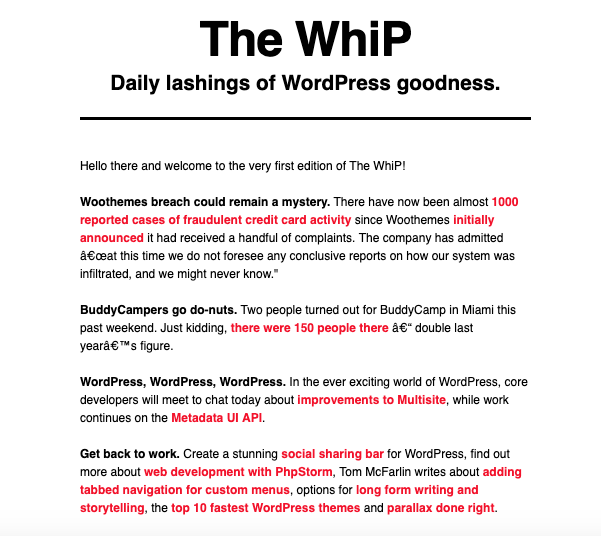 The WhiP
Daily lashings of WordPress goodness.
Hello there and welcome to the very first edition of The WhiP!
Woothemes breach could remain a mystery. There have now been almost 1000
reported cases of fraudulent credit card activity since Woothemes initially
announced it had received a handful of complaints. The company has admitted
â€œat this time we do not foresee any conclusive reports on how our system was
infiltrated, and we might never know."
BuddyCampers go do-nuts. Two people turned out for BuddyCamp in Miami this
past weekend. Just kidding, there were 150 people there â€“ double last
yearâ€™s figure.
WordPress, WordPress, WordPress. In the ever exciting world of WordPress, core
developers will meet to chat today about improvements to Multisite, while work
continues on the Metadata UI API.
Get back to work. Create a stunning social sharing bar for WordPress, find out
more about web development with PhpStorm, Tom McFarlin writes about adding
tabbed navigation for custom menus, options for long form writing and
storytelling, the top 10 fastest WordPress themes and parallax done right.